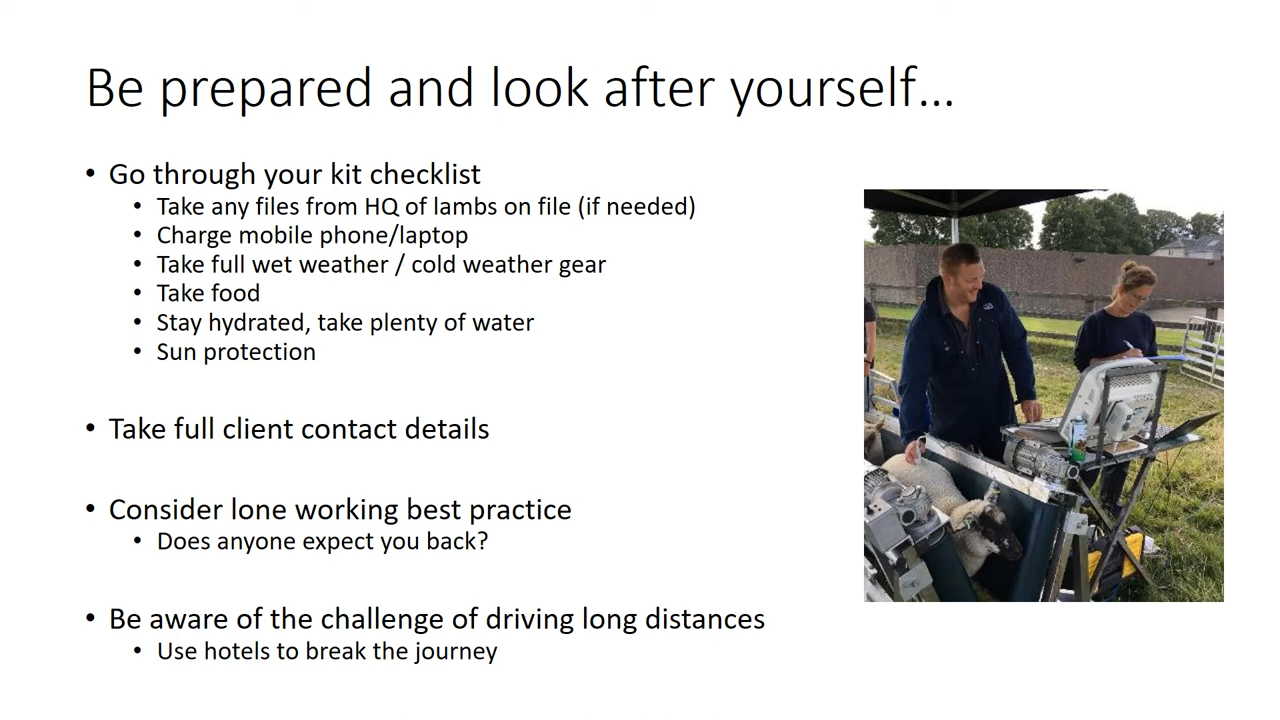 Be prepared and look after yourself…
• Go through your kit checklist
• Take any files from HQ of lambs on file (if needed)
• Charge mobile phone/laptop
• Take full wet weather / cold weather gear
• Take food
• Stay hydrated, take plenty of water
• Sun protection
• Take full client contact details
• Consider lone working best practice
• Does anyone expect you back?
• Be aware of the challenge of driving long distances
• Use hotels to break the journey